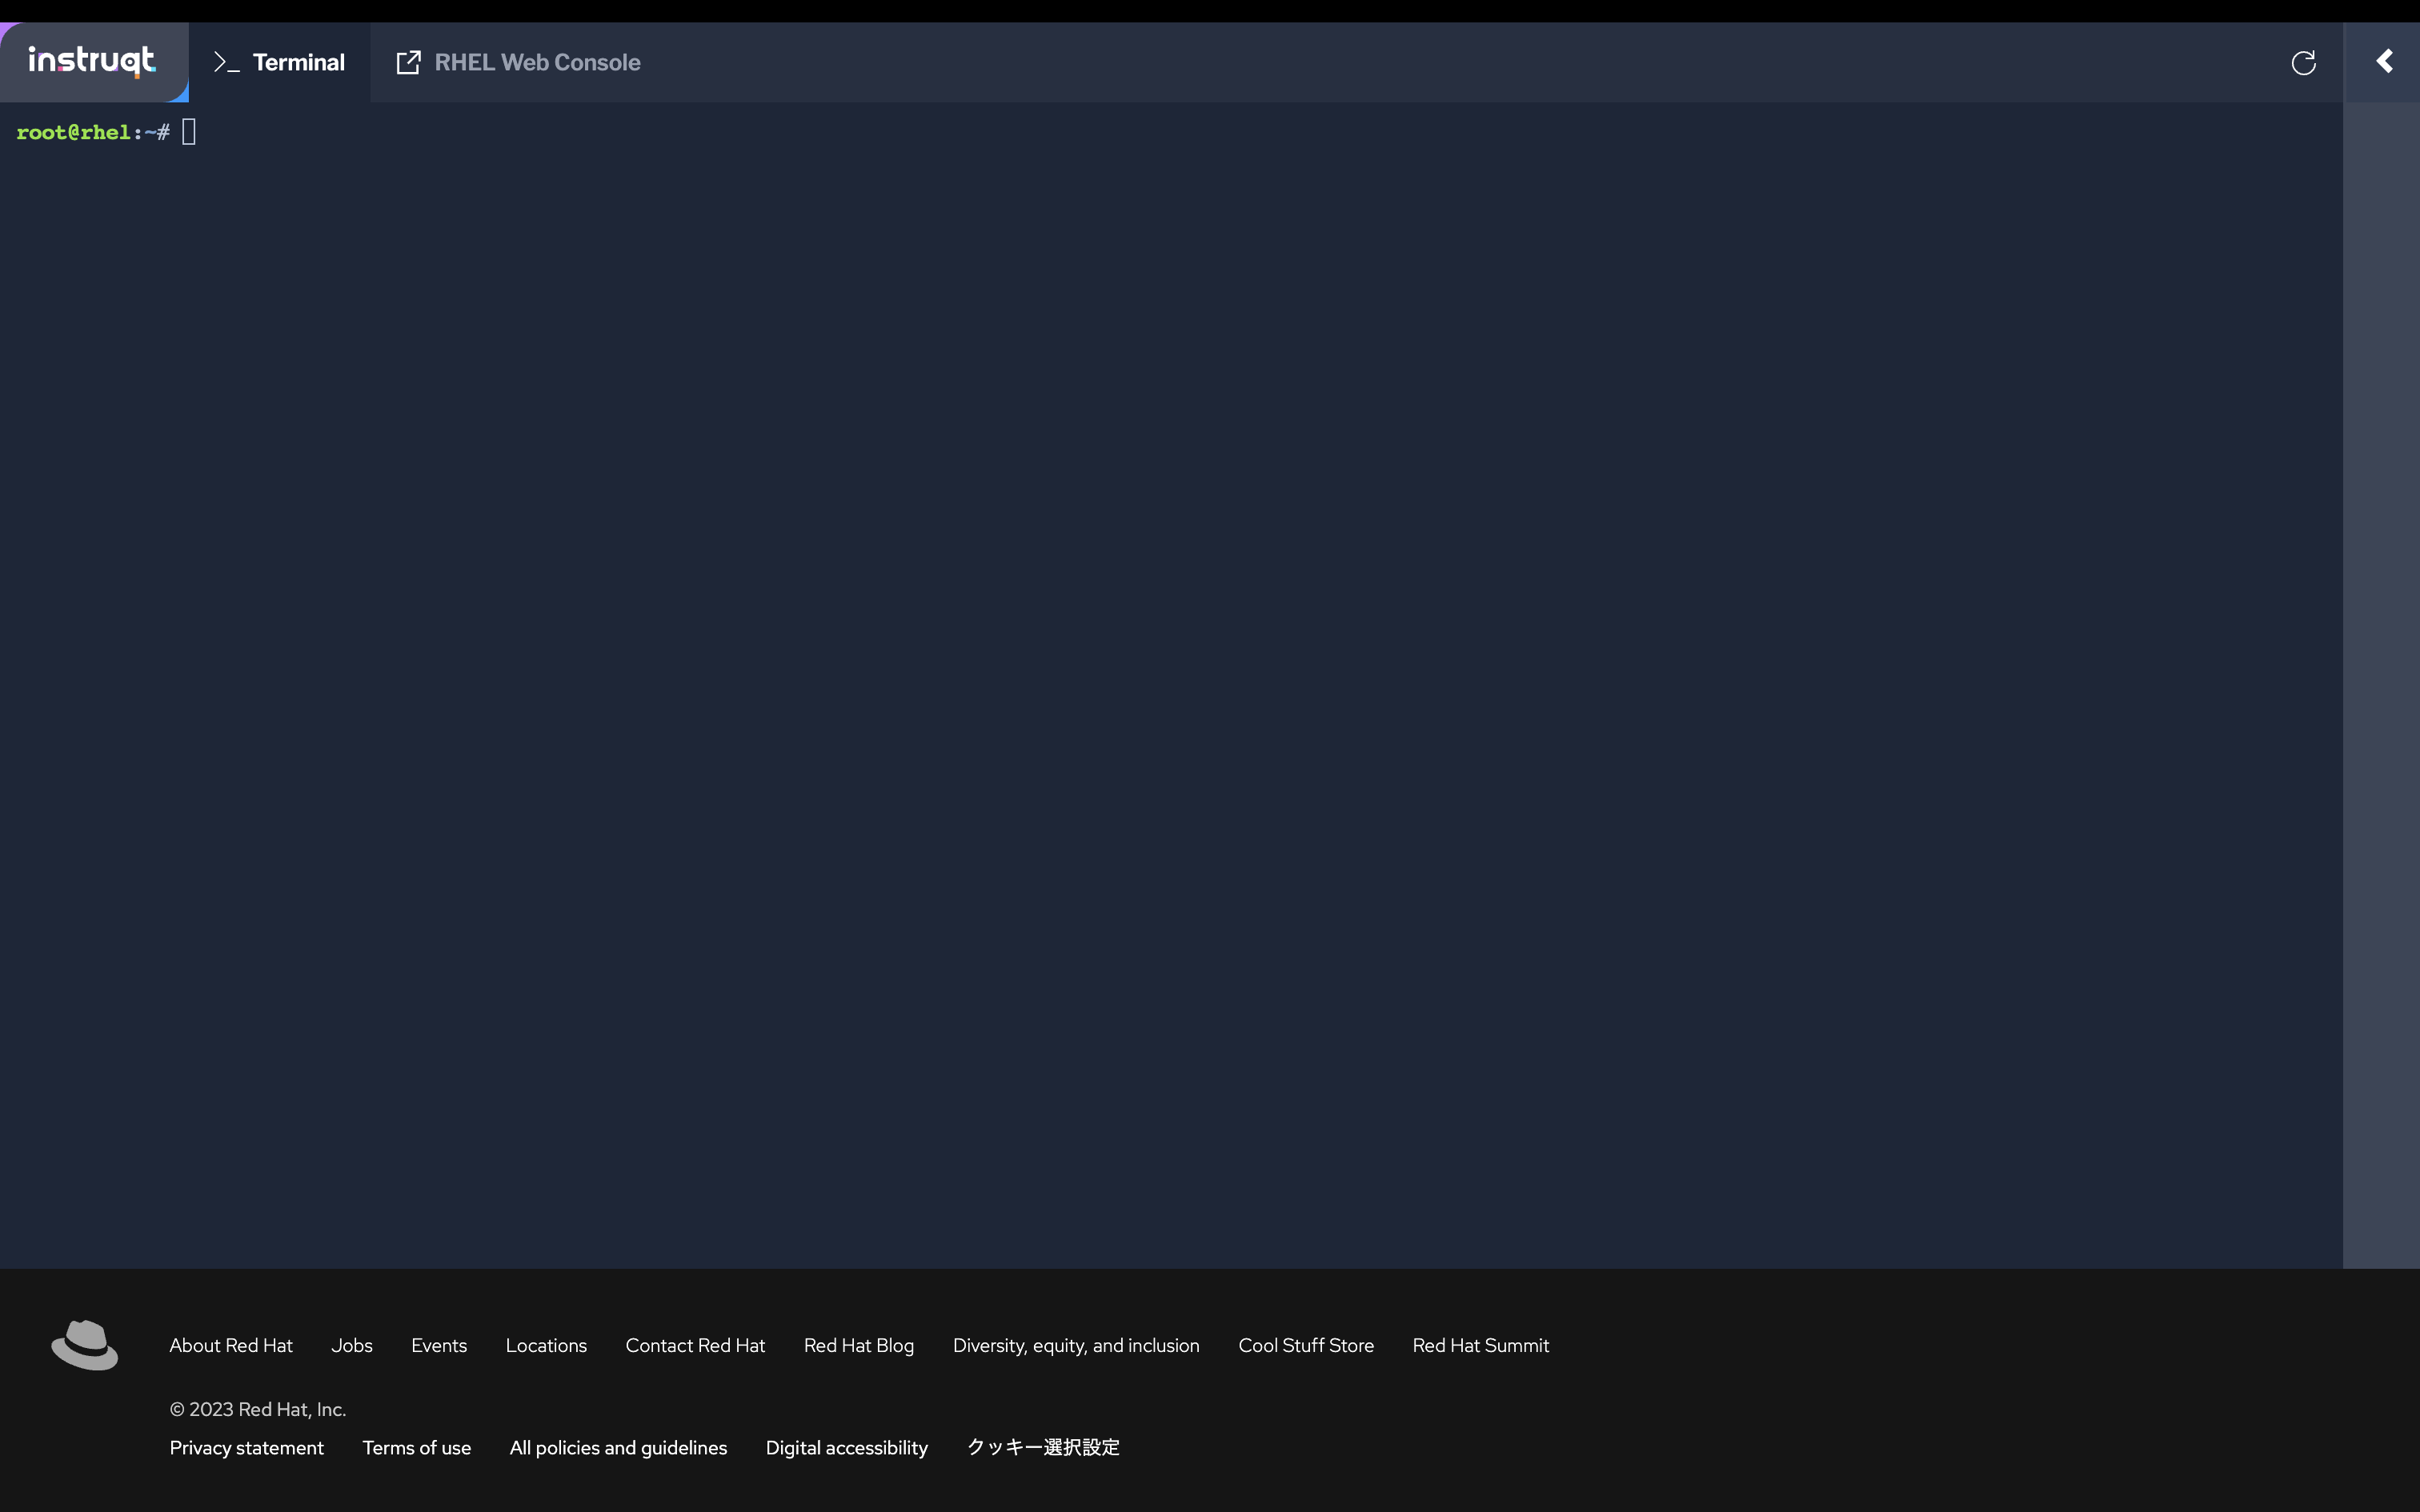 instruqt
>_ Terminal
RHEL Web Console
root@rhel:~#
About Red Hat Jobs Events Locations Contact Red Hat Red Hat Blog Diversity, equity, and inclusion Cool Stuff Store Red Hat Summit
© 2023 Red Hat, Inc.
Privacy statement Terms of use All policies and guidelines Digital accessibility クッキー選択設定